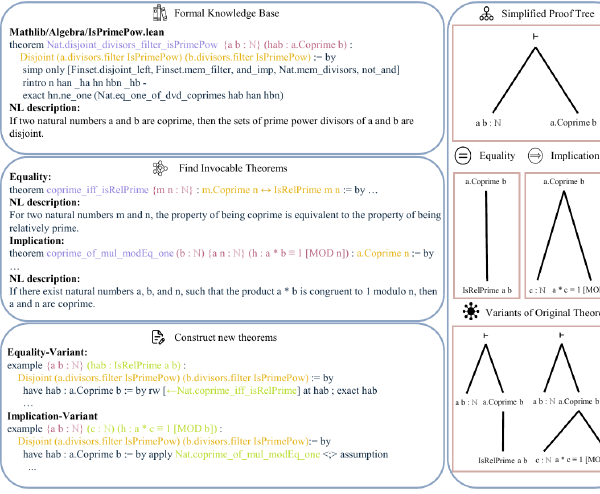 Formal Knowledge Base
Mathlib/Algebra/IsPrimePow.lean
theorem Nat.disjoint_divisors_filter_isPrimePow {a b : ℕ} (hab : a.Coprime b) :
Disjoint (a.divisors.filter IsPrimePow) (b.divisors.filter IsPrimePow) := by
simp only [Finset.disjoint_left, Finset.mem_filter, and_imp, Nat.mem_divisors, not_and]
rintro n han _ha hn hbn _hb -
exact hn.ne_one (Nat.eq_one_of_dvd_coprimes hab han hbn)
NL description:
If two natural numbers a and b are coprime, then the sets of prime power divisors of a and b are
disjoint.
Find Invocable Theorems
Equality:
theorem coprime_iff_isRelPrime {m n : ℕ} : m.Coprime n ↔ IsRelPrime m n := by …
NL description:
For two natural numbers m and n, the property of being coprime is equivalent to the property of being
relatively prime.
Implication:
theorem coprime_of_mul_modEq_one (b : ℕ) {a n : ℕ} (h : a * b ≡ 1 [MOD n]) : a.Coprime n := by
…
NL description:
If there exist natural numbers a, b, and n, such that the product a * b is congruent to 1 modulo n, then
a and n are coprime.
Construct new theorems
Equality-Variant:
example {a b : ℕ} (hab : IsRelPrime a b) :
Disjoint (a.divisors.filter IsPrimePow) (b.divisors.filter IsPrimePow) := by
have hab : a.Coprime b := by rw [←Nat.coprime_iff_isRelPrime] at hab ; exact hab
…
Implication-Variant
example {a b : ℕ} (c : ℕ) (h : a * c ≡ 1 [MOD b]) :
Disjoint (a.divisors.filter IsPrimePow) (b.divisors.filter IsPrimePow):= by
have hab : a.Coprime b := by apply Nat.coprime_of_mul_modEq_one <;> assumption
…
Simplified Proof Tree
⊢
a b : ℕ a.Coprime b
Equality Implication
a.Coprime b a.Coprime b
IsRelPrime a b c : ℕ a * c ≡ 1 [MOD
Variants of Original Theore
⊢ ⊢
a b : ℕ a.Coprime b a b : ℕ a.Coprime b
IsRelPrime a b c : ℕ a * c ≡ 1 [MO